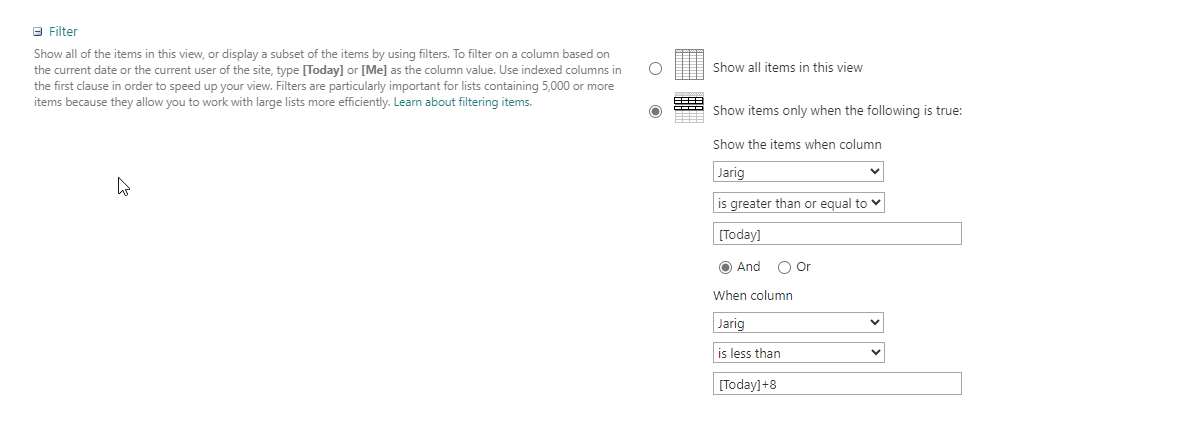 Filter
Show all of the items in this view, or display a subset of the items by using filters. To filter on a column based on
the current date or the current user of the site, type [Today] or [Me] as the column value. Use indexed columns in
the first clause in order to speed up your view. Filters are particularly important for lists containing 5,000 or more
items because they allow you to work with large lists more efficiently. Learn about filtering items.
Show all items in this view
Show items only when the following is true:
Show the items when column
Jarig
is greater than or equal to
[Today]
And Or
When column
Jarig
is less than
[Today]+8